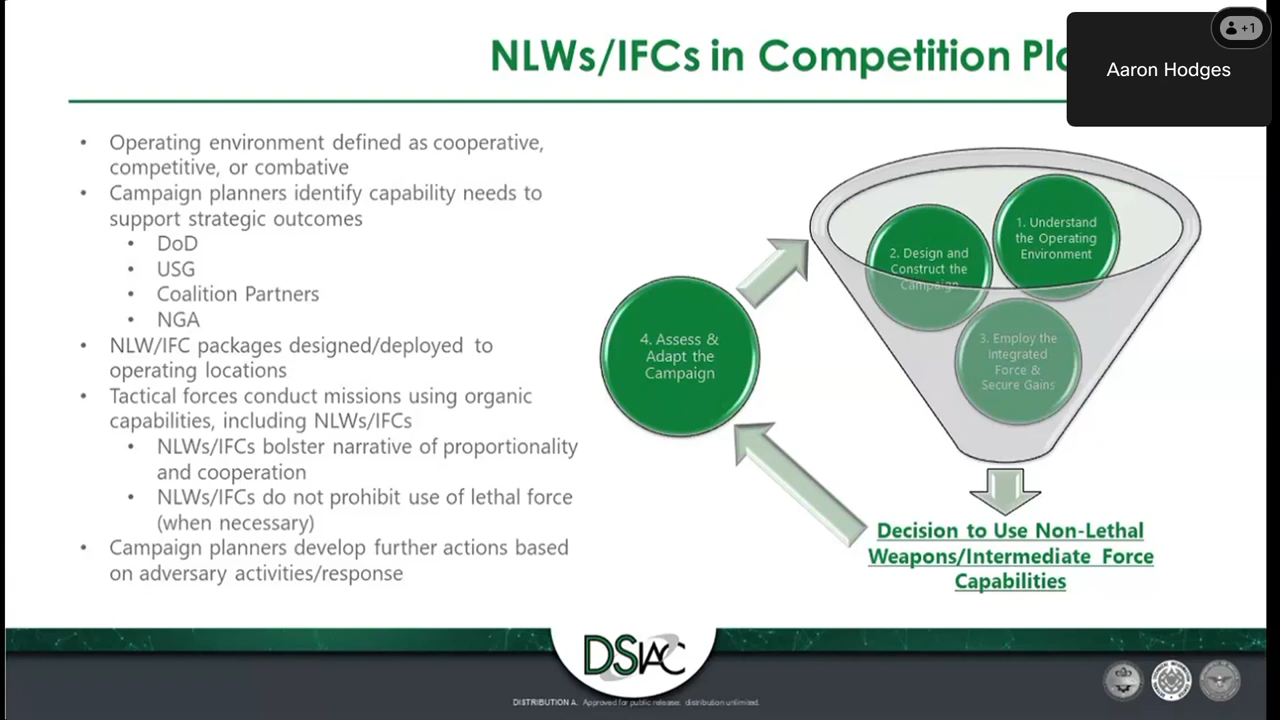 NLWs/IFCs in Competition Pla
Aaron Hodges
+1
• Operating environment defined as cooperative,
competitive, or combative
• Campaign planners identify capability needs to
support strategic outcomes
• DoD
• USG
• Coalition Partners
• NGA
• NLW/IFC packages designed/deployed to
operating locations
• Tactical forces conduct missions using organic
capabilities, including NLWs/IFCs
• NLWs/IFCs bolster narrative of proportionality
and cooperation
• NLWs/IFCs do not prohibit use of lethal force
(when necessary)
• Campaign planners develop further actions based
on adversary activities/response
1. Understand
the Operating
Environment
2. Design and
Construct the
Campaign
3. Employ the
Integrated
Force &
Secure Gains
4. Assess &
Adapt the
Campaign
Decision to Use Non-Lethal
Weapons/Intermediate Force
Capabilities
DSIAC
DISTRIBUTION A. Approved for public release. distribution unlimited.